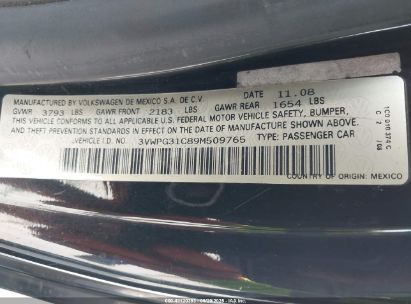 MANUFACTURED BY VOLKSWAGEN DE MEXICO S.A. DE C.V. DATE 11.08
GVWR 3793 LBS GAWR FRONT 2183 LBS GAWR REAR 1654 LBS
THIS VEHICLE CONFORMS TO ALL APPLICABLE
U.S. FEDERAL MOTOR VEHICLE SAFETY, BUMPER,
AND THEFT PREVENTION STANDARDS IN EFFECT ON THE DATE OF MANUFACTURE SHOWN ABOVE.
VEHICLE I.D. NO.: 3VWPG31C89M509765 TYPE: PASSENGER CAR
COUNTRY OF ORIGIN: MEXICO